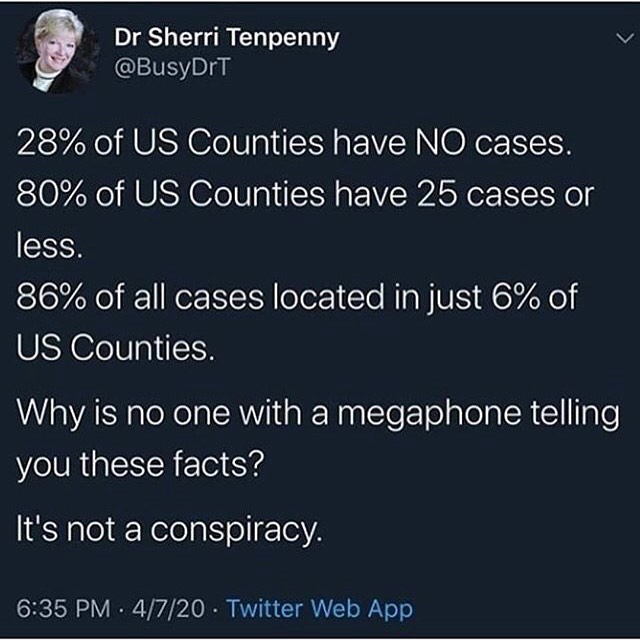 Dr Sherri Tenpenny
@BusyDrT
28% of US Counties have NO cases.
80% of US Counties have 25 cases or
less.
86% of all cases located in just 6% of
US Counties.
Why is no one with a megaphone telling
you these facts?
It's not a conspiracy.
6:35 PM · 4/7/20 · Twitter Web App